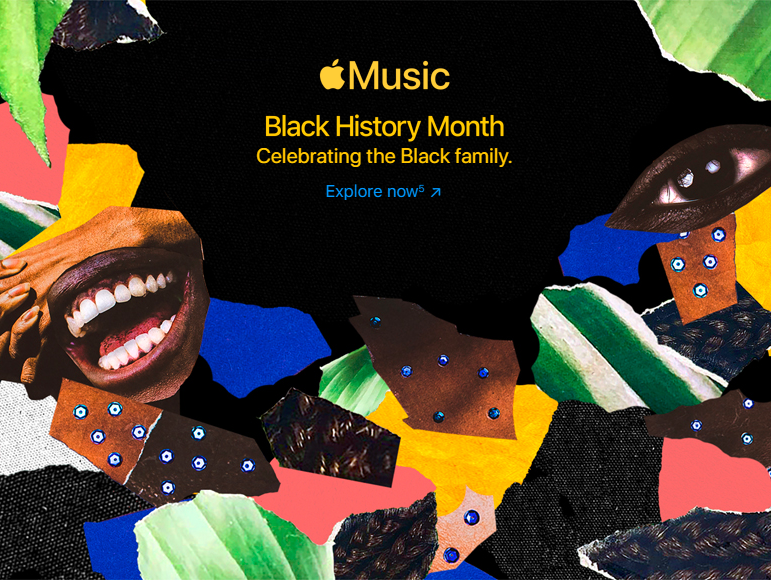 Music
Black History Month
Celebrating the Black family.
Explore now⁵ ↗